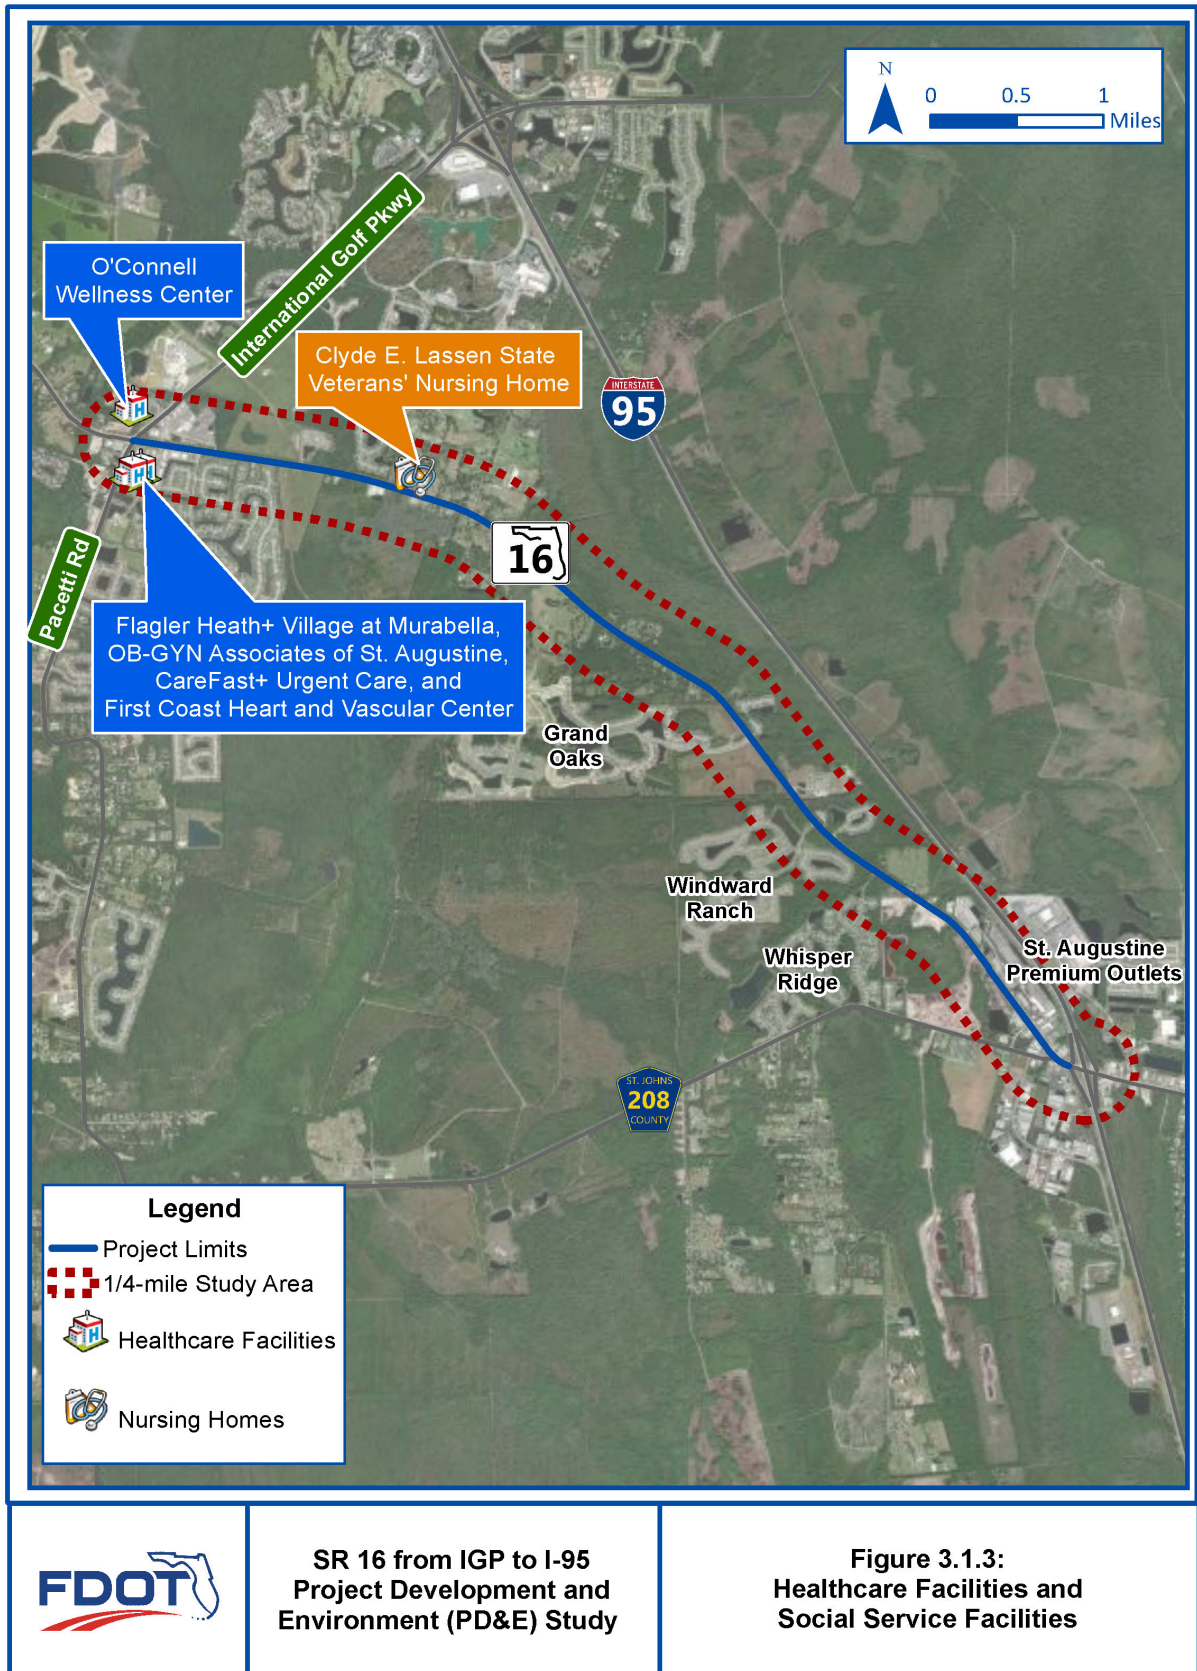 N
0 0.5 1
Miles
International Golf Pkwy
O'Connell
Wellness Center
Clyde E. Lassen State
Veterans' Nursing Home
INTERSTATE
95
16
Pacetti Rd
Flagler Heath+ Village at Murabella,
OB-GYN Associates of St. Augustine,
CareFast+ Urgent Care, and
First Coast Heart and Vascular Center
Grand
Oaks
Windward
Ranch
Whisper
Ridge
St. Augustine
Premium Outlets
ST. JOHNS
208
COUNTY
Legend
Project Limits
1/4-mile Study Area
H
Healthcare Facilities
Nursing Homes
FDOT
SR 16 from IGP to I-95
Project Development and
Environment (PD&E) Study
Figure 3.1.3:
Healthcare Facilities and
Social Service Facilities